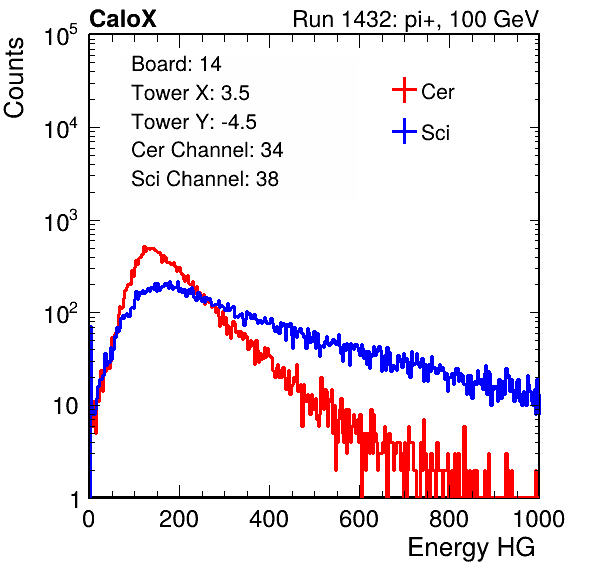 CaloX Run 1432: pi+, 100 GeV
Counts
Board: 14
Tower X: 3.5
Tower Y: -4.5
Cer Channel: 34
Sci Channel: 38
Cer
Sci
10^5
10^4
10^3
10^2
10
1
0 200 400 600 800 1000
Energy HG